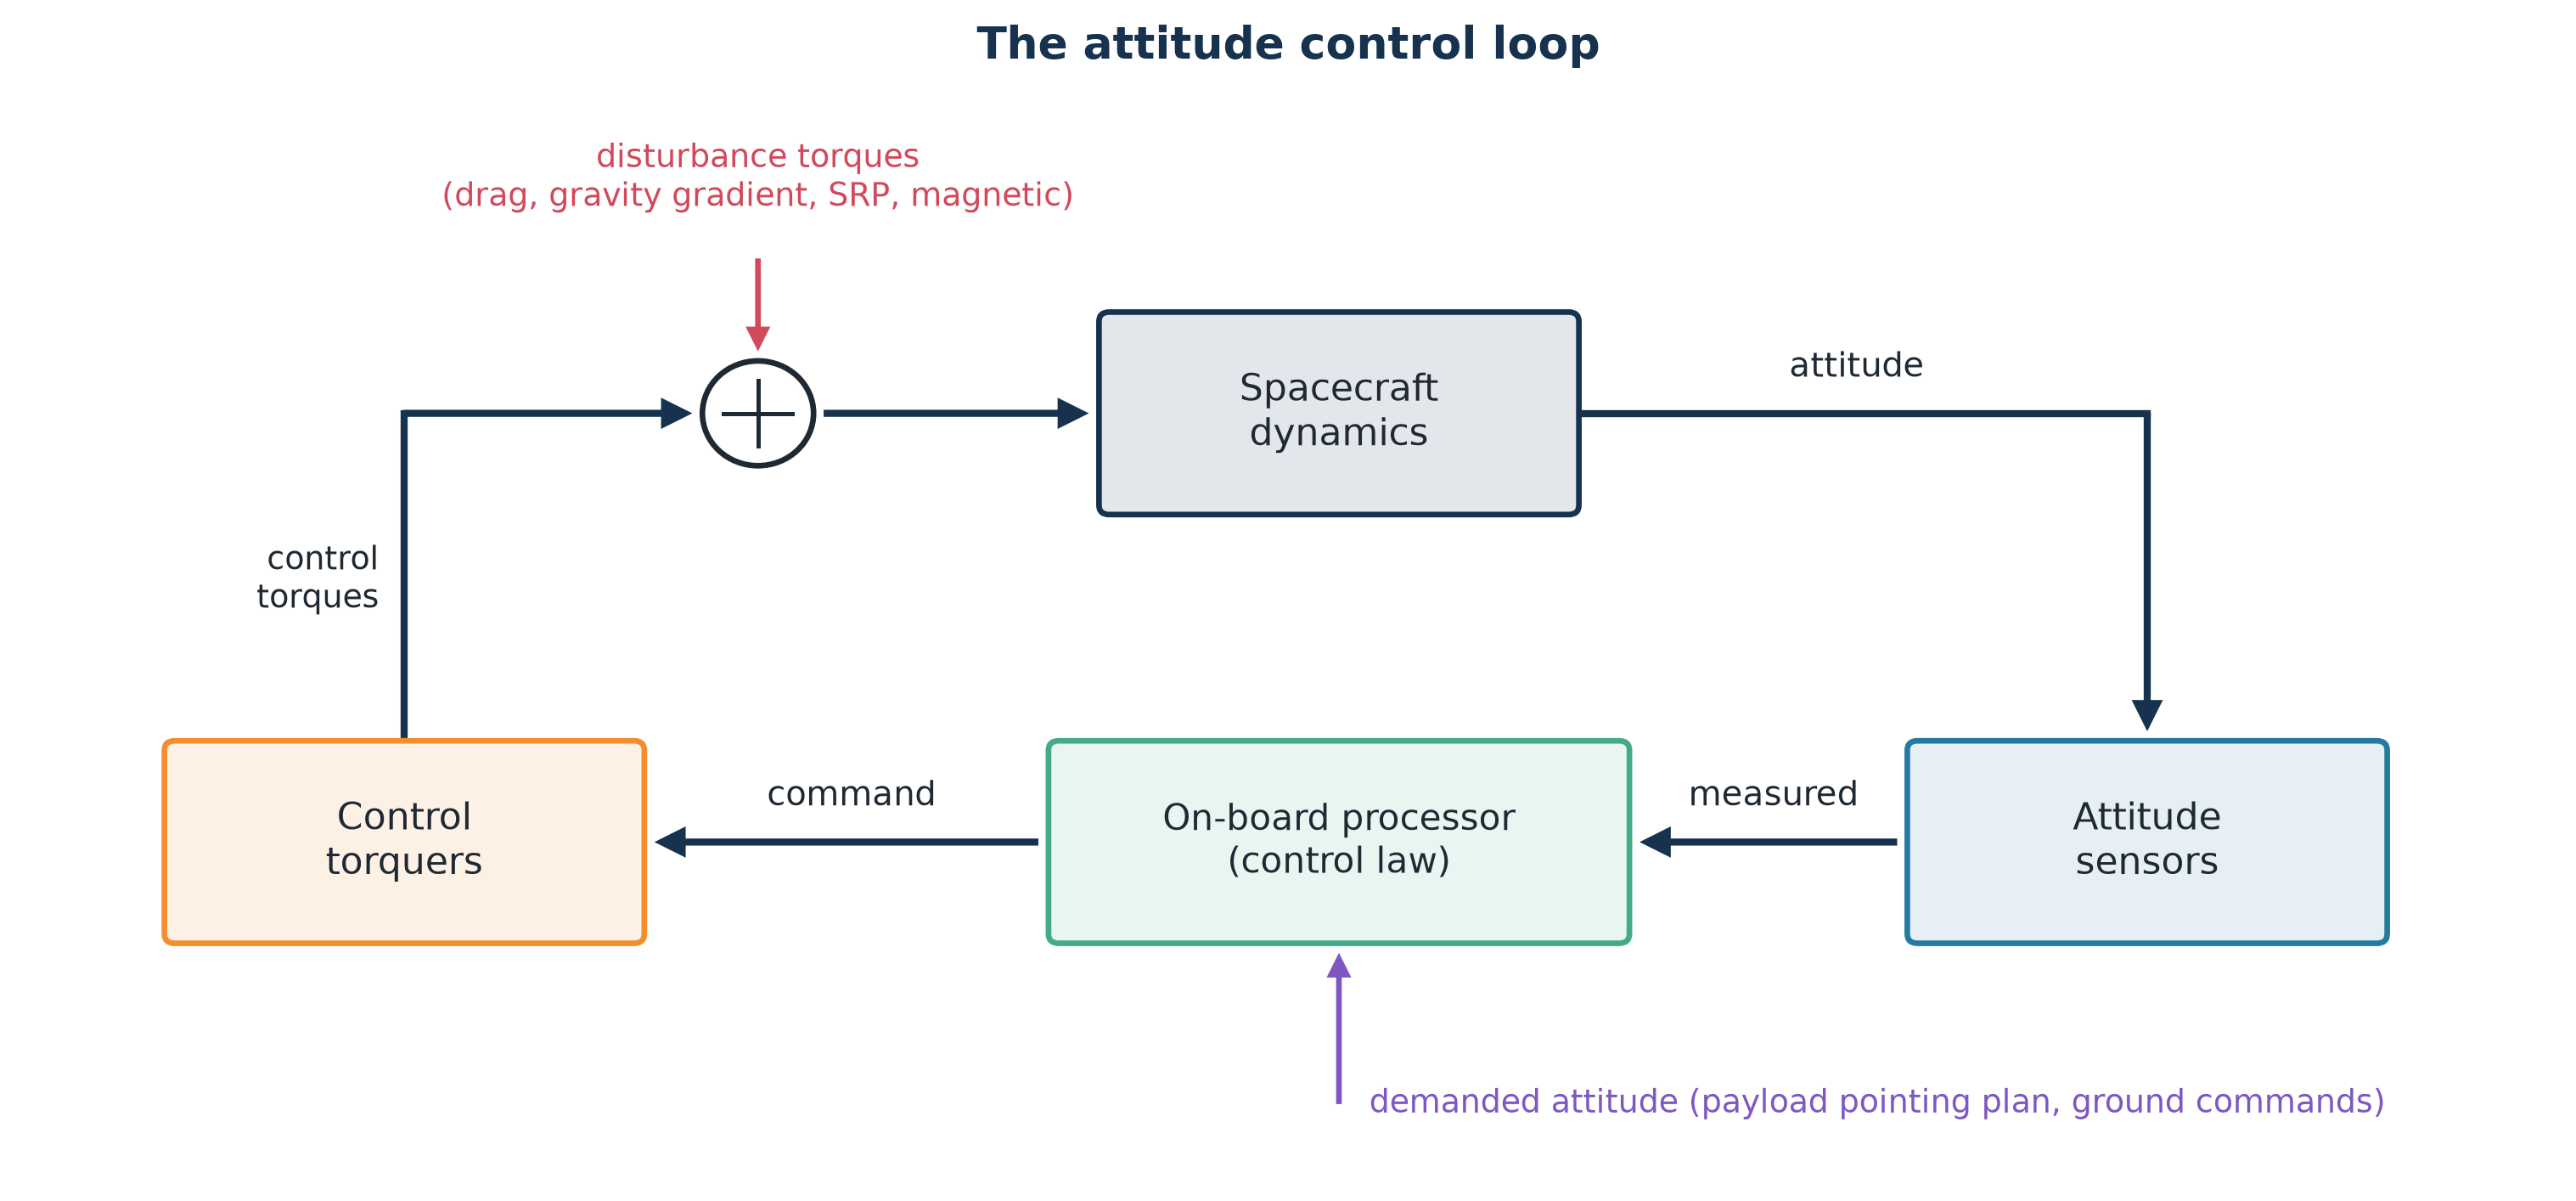 The attitude control loop
disturbance torques
(drag, gravity gradient, SRP, magnetic)
Spacecraft
dynamics
attitude
control
torques
Control
torquers
command
On-board processor
(control law)
measured
Attitude
sensors
demanded attitude (payload pointing plan, ground commands)